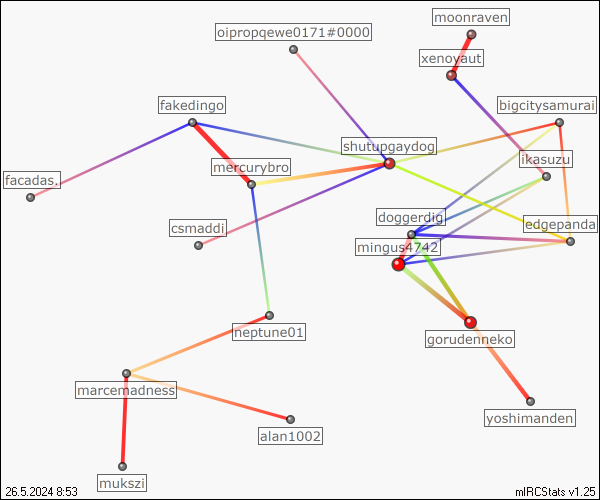 moonraven
oipropqewe0171#0000
xenoyaut
fakedingo
bigcitysamurai
shutupgaydog
ikasuzu
mercurybro
facadas.
doggerdig
csmaddi
edgepanda
mingus4742
neptune01
gorudenneko
marcemadness
yoshimanden
alan1002
mukszi
26.5.2024 8:53
mIRCStats v1.25